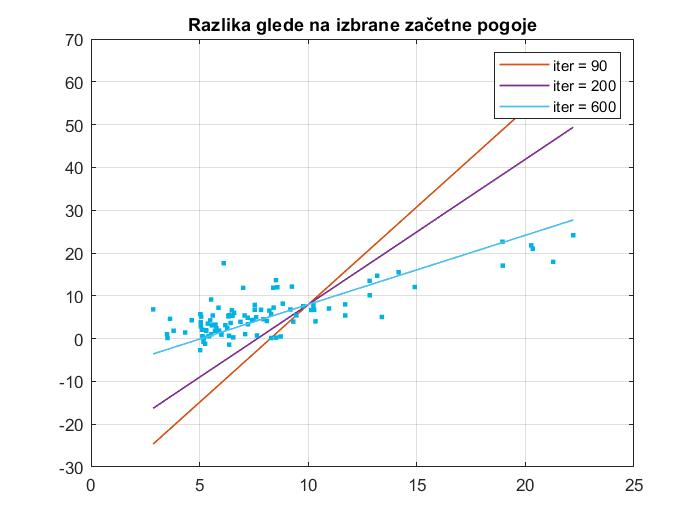 Razlika glede na izbrane začetne pogoje
70
60
50
40
30
20
10
0
-10
-20
-30
0 5 10 15 20 25
iter = 90
iter = 200
iter = 600